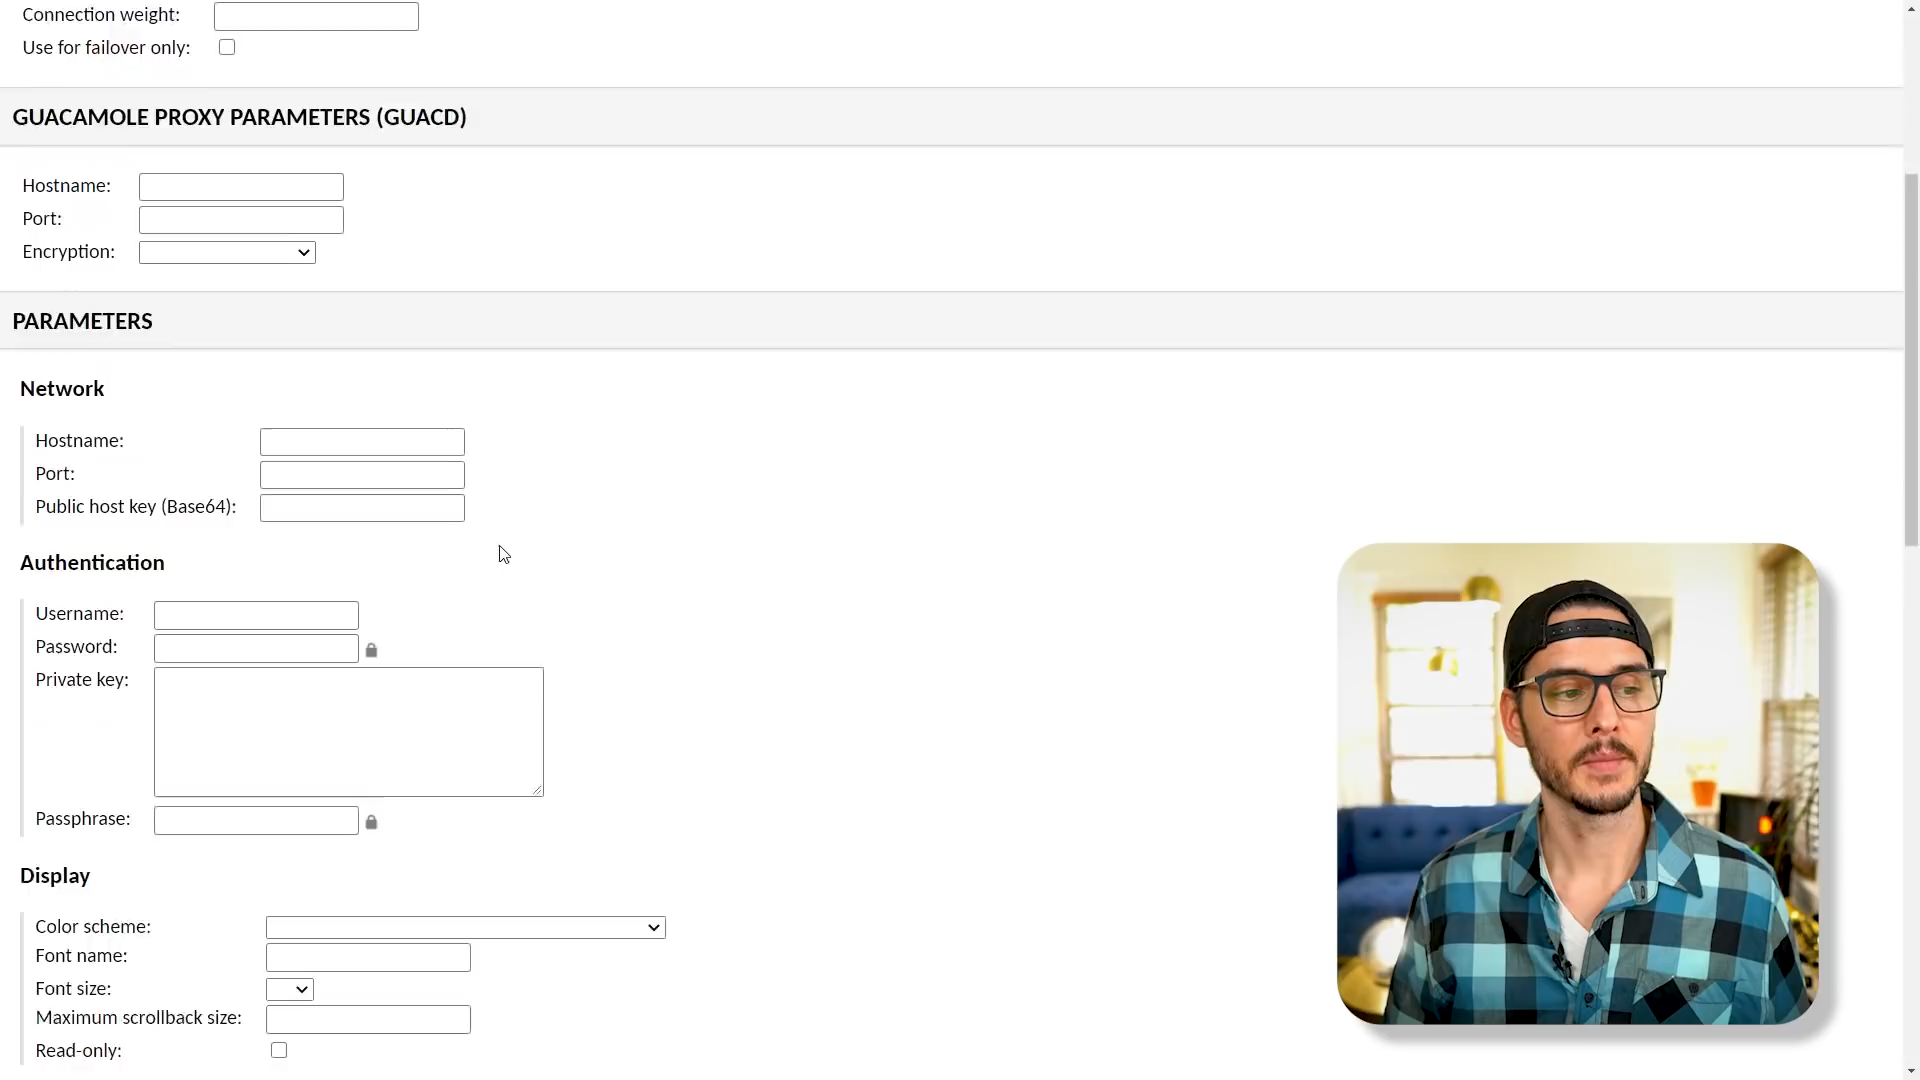 Connection weight:
Use for failover only:
GUACAMOLE PROXY PARAMETERS (GUACD)
Hostname:
Port:
Encryption:
PARAMETERS
Network
Hostname:
Port:
Public host key (Base64):
Authentication
Username:
Password:
Private key:
Passphrase:
Display
Color scheme:
Font name:
Font size:
Maximum scrollback size:
Read-only: